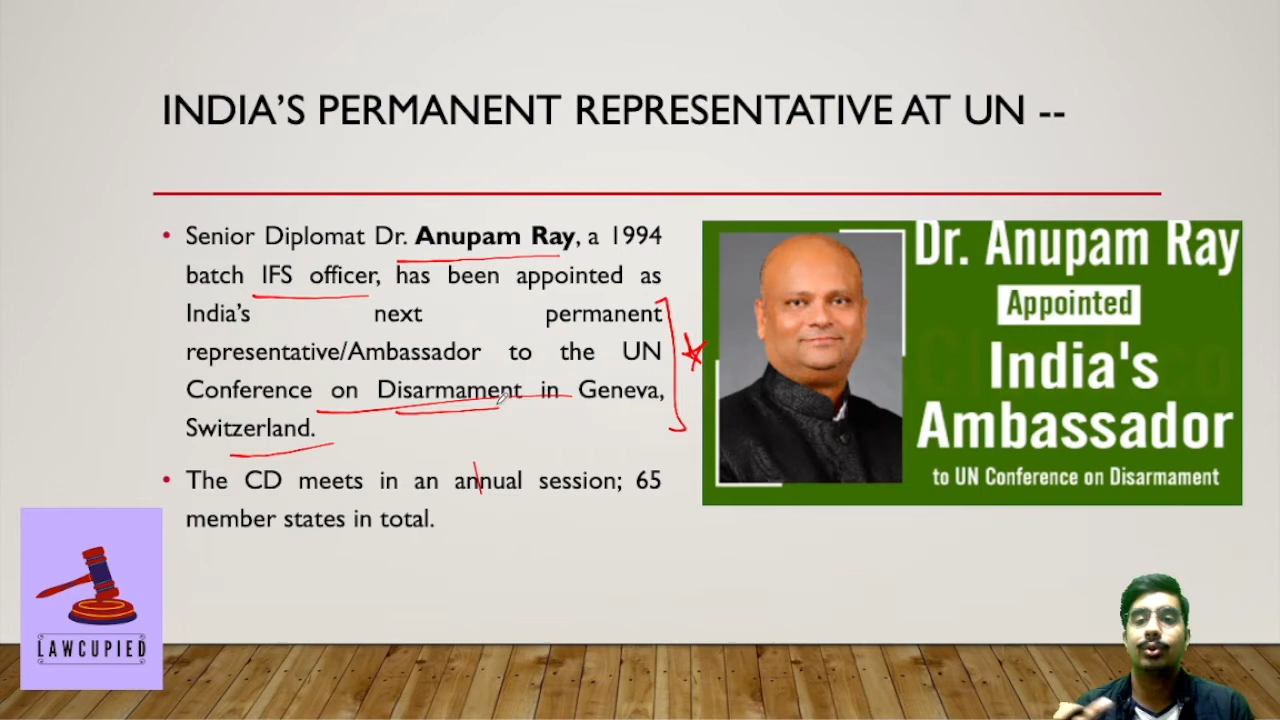 INDIA'S PERMANENT REPRESENTATIVE AT UN --
• Senior Diplomat Dr. Anupam Ray, a 1994
batch IFS officer, has been appointed as
India's next permanent
representative/Ambassador to the UN
Conference on Disarmament in Geneva,
Switzerland.
• The CD meets in an annual session; 65
member states in total.
Dr. Anupam Ray
Appointed
India's
Ambassador
to UN Conference on Disarmament
LAWCUPIED